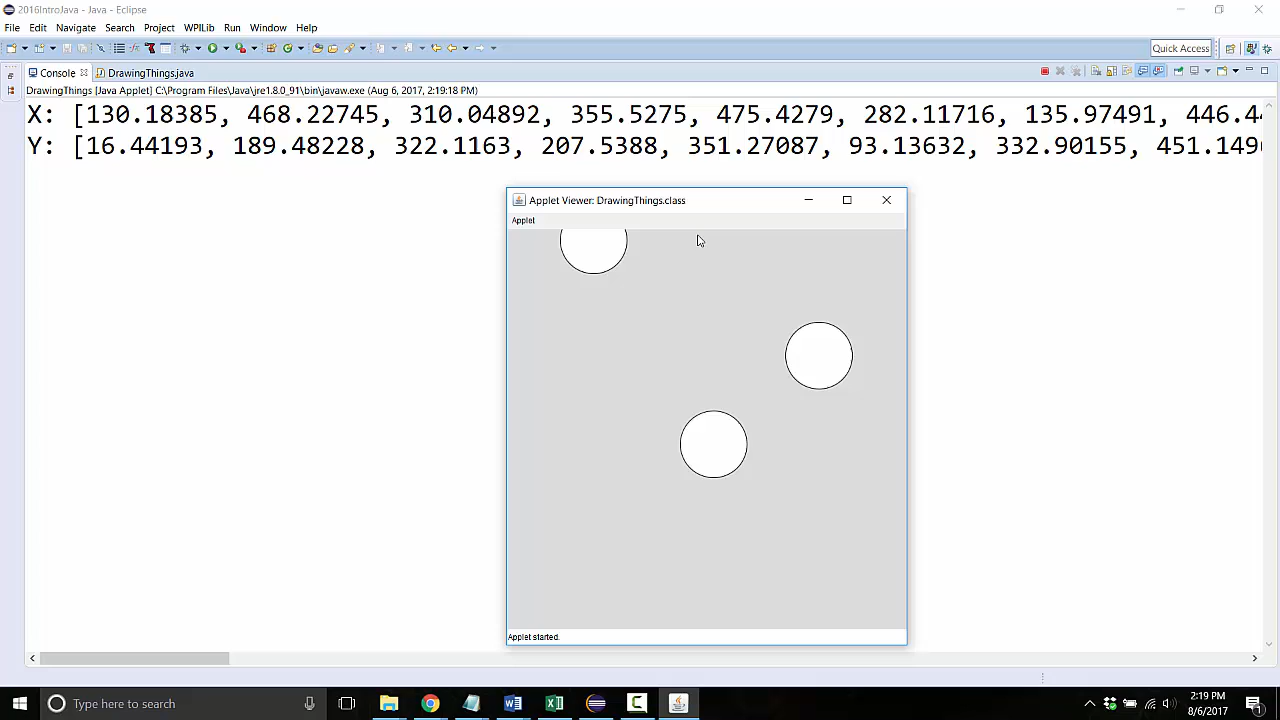 2016IntroJava - Java - Eclipse
File Edit Navigate Search Project WPILib Run Window Help
Quick Access
Console DrawingThings.java
DrawingThings [Java Applet] C:\Program Files\Java\jre1.8.0_91\bin\javaw.exe (Aug 6, 2017, 2:19:18 PM)
X: [130.18385, 468.22745, 310.04892, 355.5275, 475.4279, 282.11716, 135.97491, 446.44
Y: [16.44193, 189.48228, 322.1163, 207.5388, 351.27087, 93.13632, 332.90155, 451.149
Applet Viewer: DrawingThings.class
Applet
Applet started.
Type here to search
2:19 PM
8/6/2017